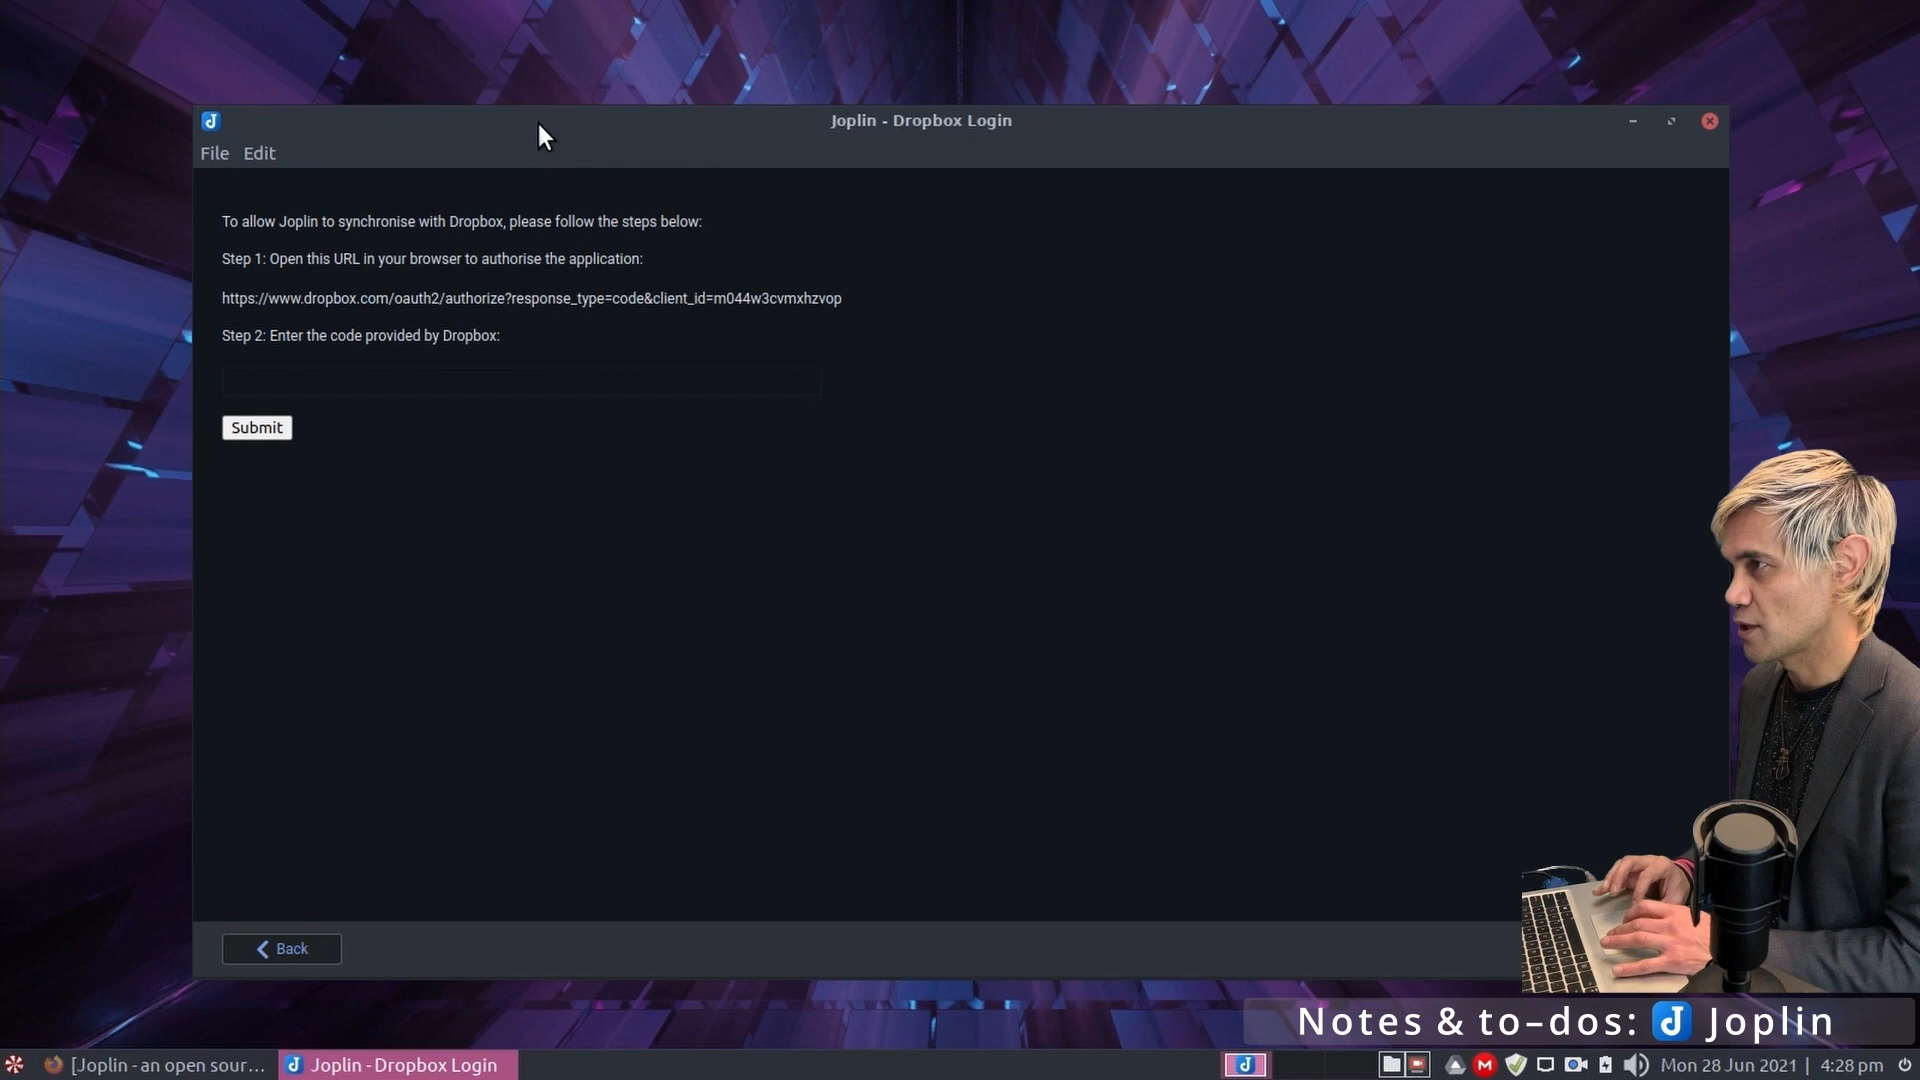 Joplin - Dropbox Login
File Edit
To allow Joplin to synchronise with Dropbox, please follow the steps below:
Step 1: Open this URL in your browser to authorise the application:
https://www.dropbox.com/oauth2/authorize?response_type=code&client_id=m044w3cvmxhzvop
Step 2: Enter the code provided by Dropbox:
Submit
Back
Notes & to-dos: Joplin
[Joplin - an open sour... Joplin - Dropbox Login Mon 28 Jun 2021 | 4:28 pm